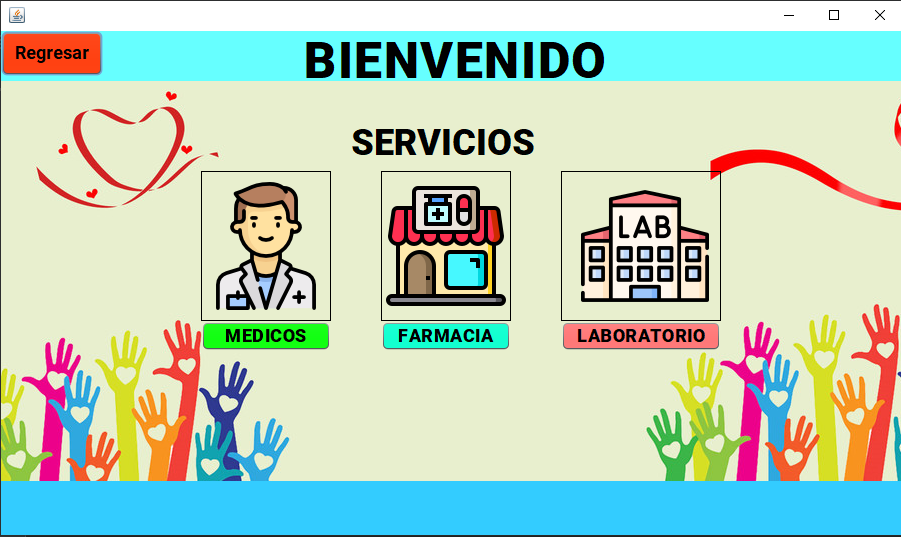 Regresar
BIENVENIDO
SERVICIOS
LAB
MEDICOS
FARMACIA
LABORATORIO